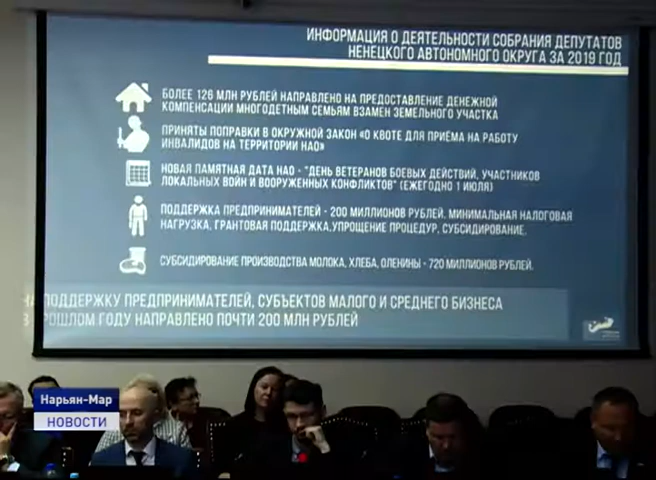 ИНФОРМАЦИЯ О ДЕЯТЕЛЬНОСТИ СОБРАНИЯ ДЕПУТАТОВ
НЕНЕЦКОГО АВТОНОМНОГО ОКРУГА ЗА 2019 ГОД
БОЛЕЕ 126 МЛН РУБЛЕЙ НАПРАВЛЕНО НА ПРЕДОСТАВЛЕНИЕ ДЕНЕЖНОЙ
КОМПЕНСАЦИИ МНОГОДЕТНЫМ СЕМЬЯМ ВЗАМЕН ЗЕМЕЛЬНОГО УЧАСТКА
ПРИНЯТЫ ПОПРАВКИ В ОКРУЖНОЙ ЗАКОН «О КВОТЕ ДЛЯ ПРИЁМА НА РАБОТУ
ИНВАЛИДОВ НА ТЕРРИТОРИИ НАО»
НОВАЯ ПАМЯТНАЯ ДАТА НАО - "ДЕНЬ ВЕТЕРАНОВ БОЕВЫХ ДЕЙСТВИЙ, УЧАСТНИКОВ
ЛОКАЛЬНЫХ ВОЙН И ВООРУЖЕННЫХ КОНФЛИКТОВ" (ЕЖЕГОДНО 1 ИЮЛЯ)
ПОДДЕРЖКА ПРЕДПРИНИМАТЕЛЕЙ - 200 МИЛЛИОНОВ РУБЛЕЙ. МИНИМАЛЬНАЯ НАЛОГОВАЯ
НАГРУЗКА, ГРАНТОВАЯ ПОДДЕРЖКА,УПРОЩЕНИЕ ПРОЦЕДУР, СУБСИДИРОВАНИЕ.
СУБСИДИРОВАНИЕ ПРОИЗВОДСТВА МОЛОКА, ХЛЕБА, ОЛЕНИНЫ - 720 МИЛЛИОНОВ РУБЛЕЙ.
НА ПОДДЕРЖКУ ПРЕДПРИНИМАТЕЛЕЙ, СУБЪЕКТОВ МАЛОГО И СРЕДНЕГО БИЗНЕСА
В ПРОШЛОМ ГОДУ НАПРАВЛЕНО ПОЧТИ 200 МЛН РУБЛЕЙ
Нарьян-Мар
НОВОСТИ